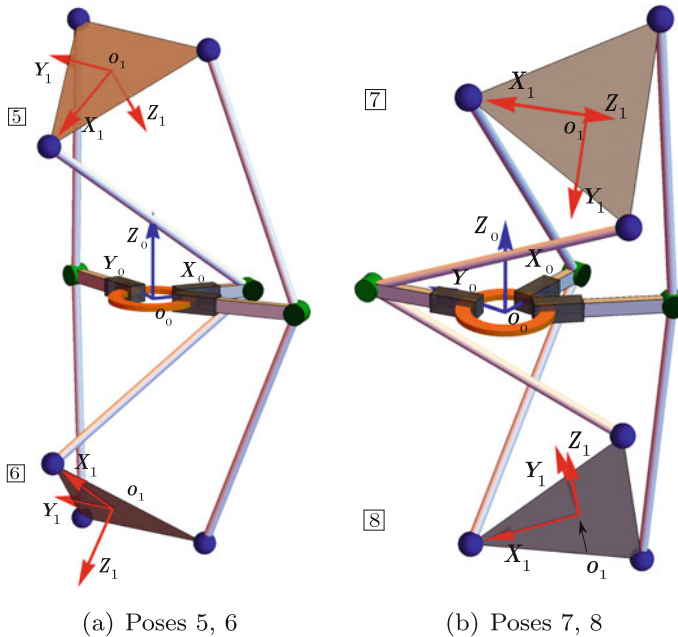 5
o₁
Y₁
X₁
Z₁
Z₀
Y₀
X₀
o₀
6
X₁
o₁
Y₁
Z₁
7
X₁
Z₁
o₁
Y₁
Z₀
Y₀
X₀
o₀
8
Z₁
Y₁
X₁
o₁
(a) Poses 5, 6
(b) Poses 7, 8